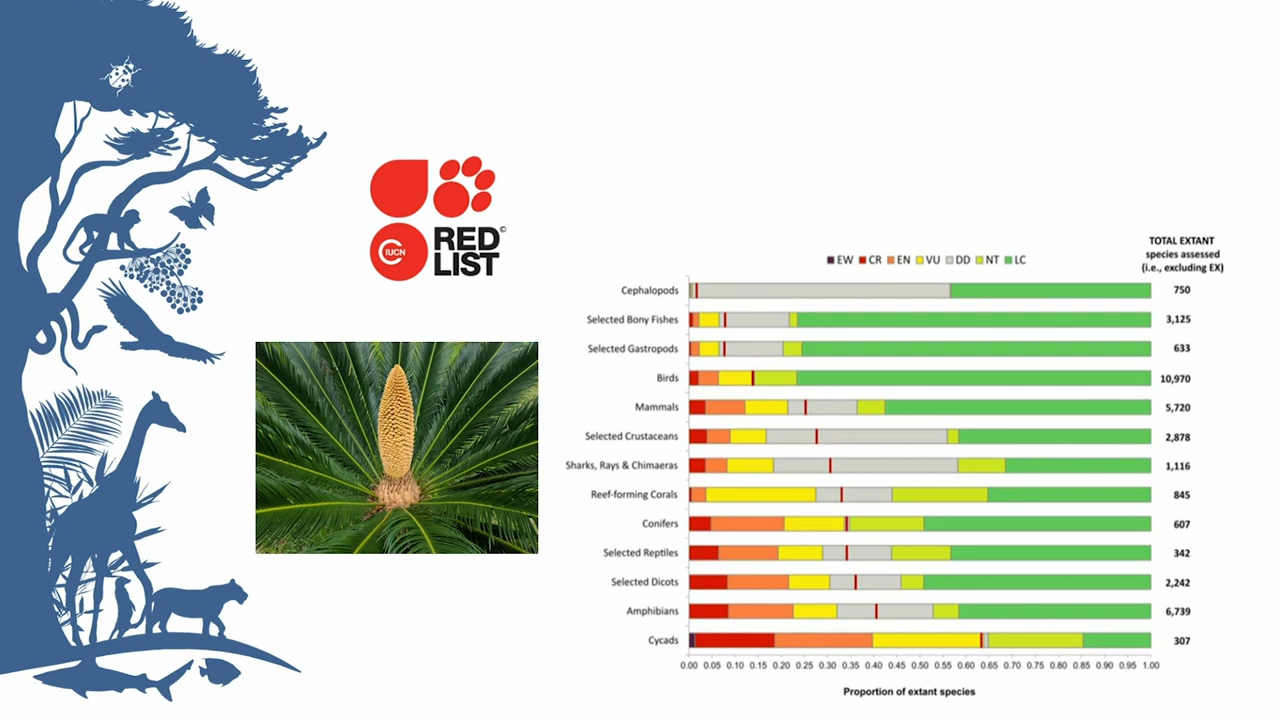 IUCN
RED
LIST
©
TOTAL EXTANT
species assessed
(i.e., excluding EX)
EW CR EN VU DD NT LC
Cephalopods 750
Selected Bony Fishes 3,125
Selected Gastropods 633
Birds 10,970
Mammals 5,720
Selected Crustaceans 2,878
Sharks, Rays & Chimaeras 1,116
Reef-forming Corals 845
Conifers 607
Selected Reptiles 342
Selected Dicots 2,242
Amphibians 6,739
Cycads 307
0.00 0.05 0.10 0.15 0.20 0.25 0.30 0.35 0.40 0.45 0.50 0.55 0.60 0.65 0.70 0.75 0.80 0.85 0.90 0.95 1.00
Proportion of extant species